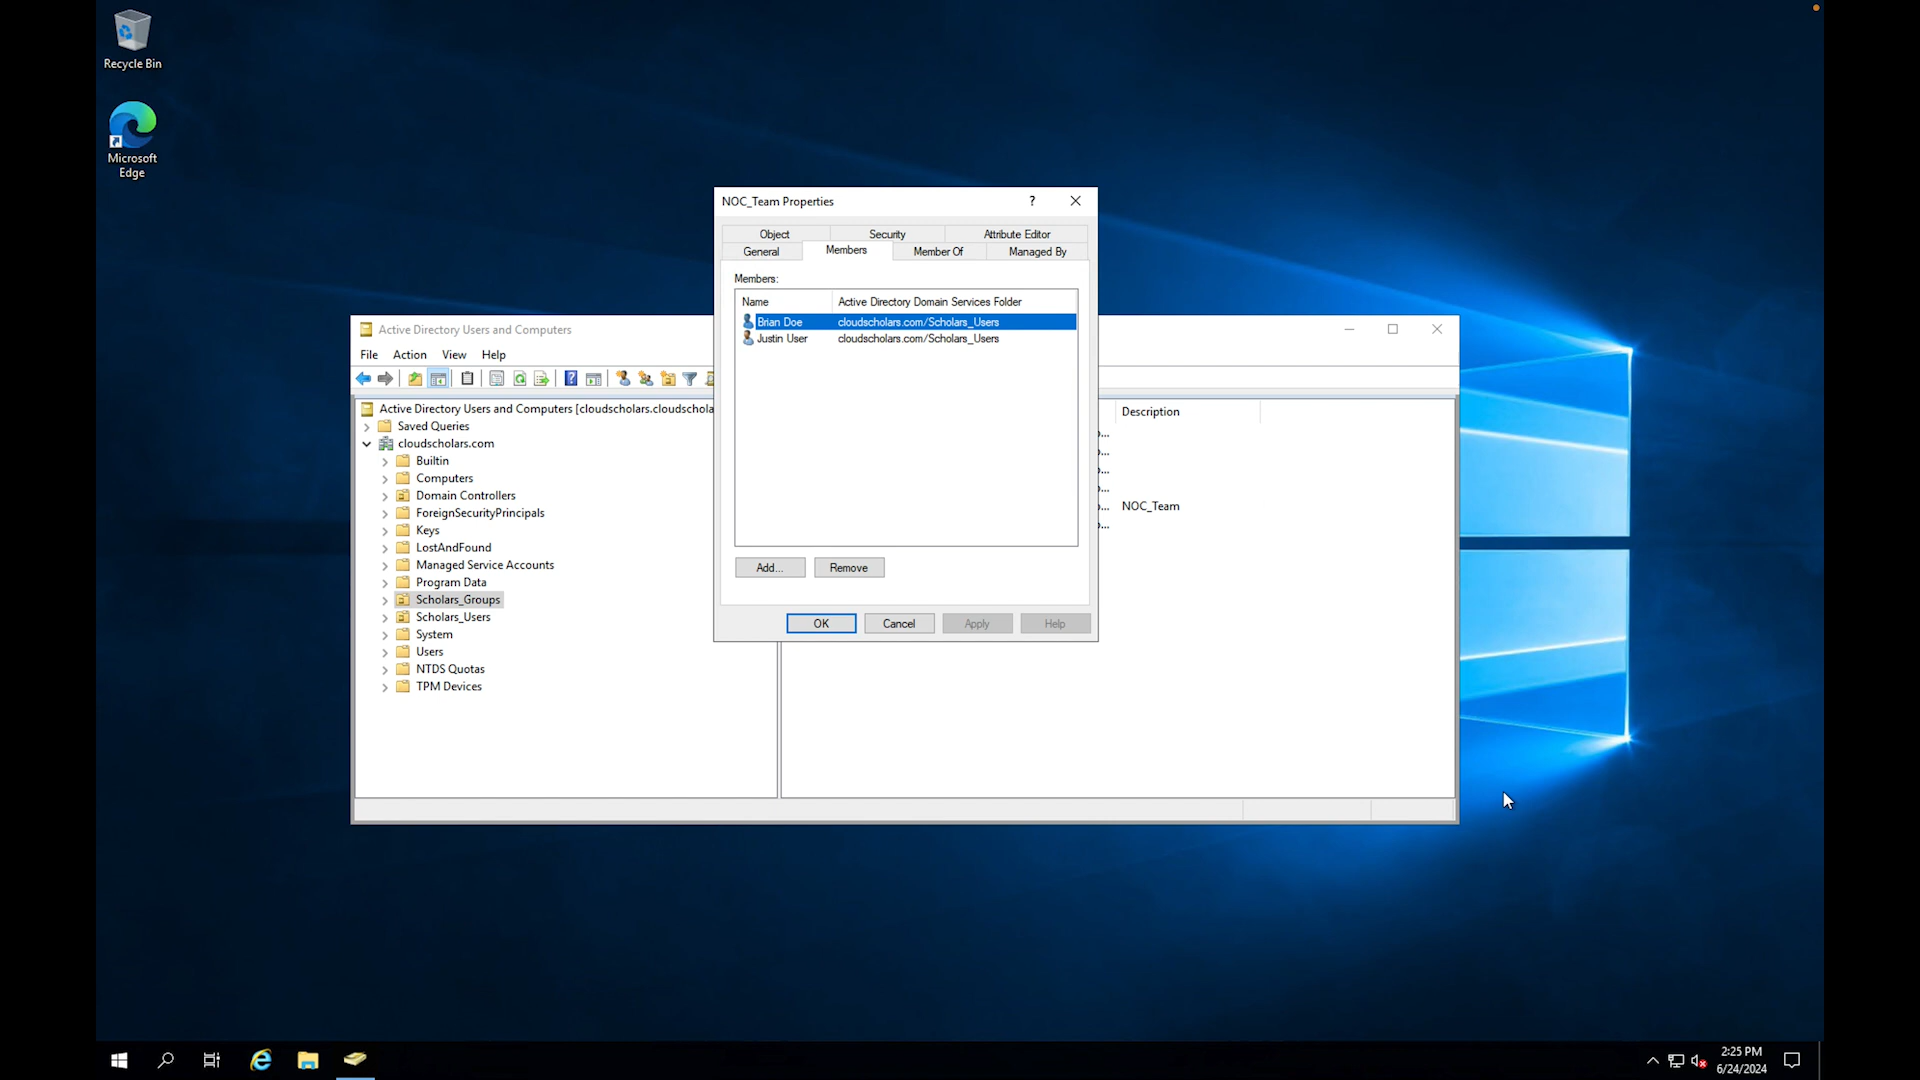 Recycle Bin
Microsoft
Edge
NOC_Team Properties
?
Object
Security
Attribute Editor
General
Members
Member Of
Managed By
Members:
Name
Active Directory Domain Services Folder
Brian Doe
cloudscholars.com/Scholars_Users
Justin User
cloudscholars.com/Scholars_Users
Add...
Remove
OK
Cancel
Apply
Help
Active Directory Users and Computers
File
Action
View
Help
Active Directory Users and Computers [cloudscholars.cloudschola
Saved Queries
cloudscholars.com
Builtin
Computers
Domain Controllers
ForeignSecurityPrincipals
Keys
LostAndFound
Managed Service Accounts
Program Data
Scholars_Groups
Scholars_Users
System
Users
NTDS Quotas
TPM Devices
Description
NOC_Team
2:25 PM
6/24/2024